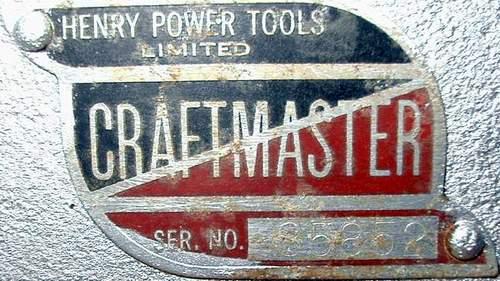 HENRY POWER TOOLS
LIMITED
CRAFTMASTER
SER. NO.